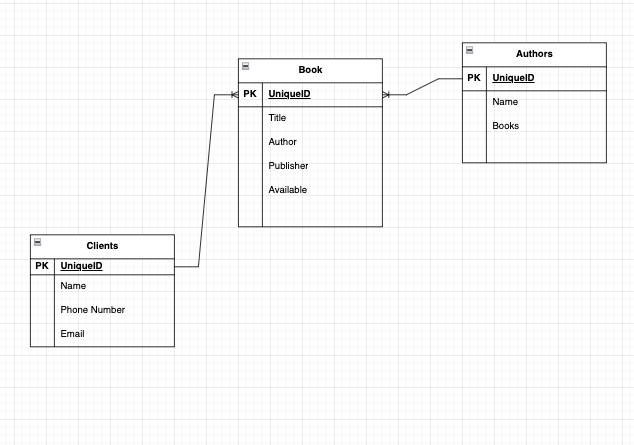 Authors
PK UniqueID
Name
Books
Book
PK UniqueID
Title
Author
Publisher
Available
Clients
PK UniqueID
Name
Phone Number
Email